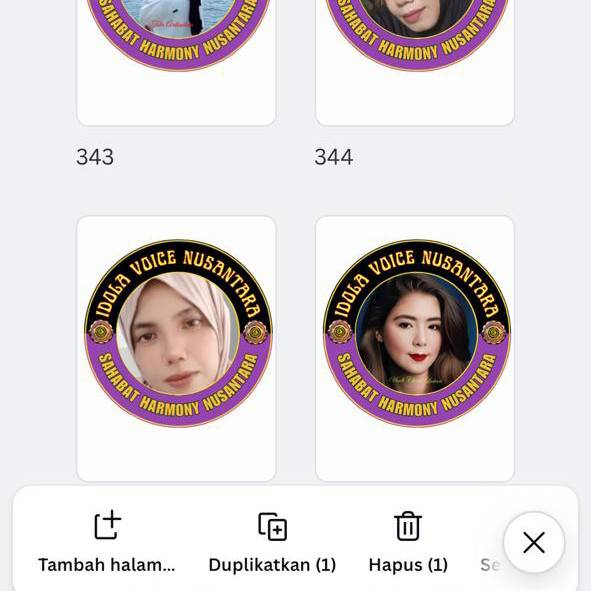 SAHABAT HARMONY NUSANTARA
SAHABAT HARMONY NUSANTARA
343
344
IDOLA VOICE NUSANTARA
SAHABAT HARMONY NUSANTARA
IDOLA VOICE NUSANTARA
SAHABAT HARMONY NUSANTARA
Tambah halam...
Duplikatkan (1)
Hapus (1)
Se